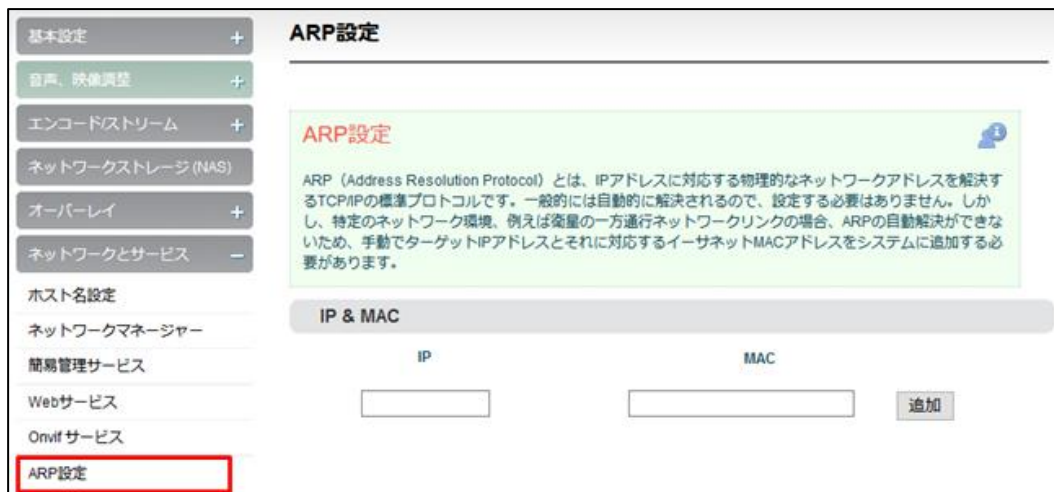 基本設定 +
音声、映像調整 +
エンコード/ストリーム +
ネットワークストレージ (NAS)
オーバーレイ +
ネットワークとサービス −
ホスト名設定
ネットワークマネージャー
簡易管理サービス
Webサービス
Onvif サービス
ARP設定
ARP設定
ARP設定
ARP（Address Resolution Protocol）とは、IPアドレスに対応する物理的なネットワークアドレスを解決す
るTCP/IPの標準プロトコルです。一般的には自動的に解決されるので、設定する必要はありません。しか
し、特定のネットワーク環境、例えば衛星の一方通行ネットワークリンクの場合、ARPの自動解決ができな
いため、手動でターゲットIPアドレスとそれに対応するイーサネットMACアドレスをシステムに追加する必
要があります。
IP & MAC
IP MAC
追加